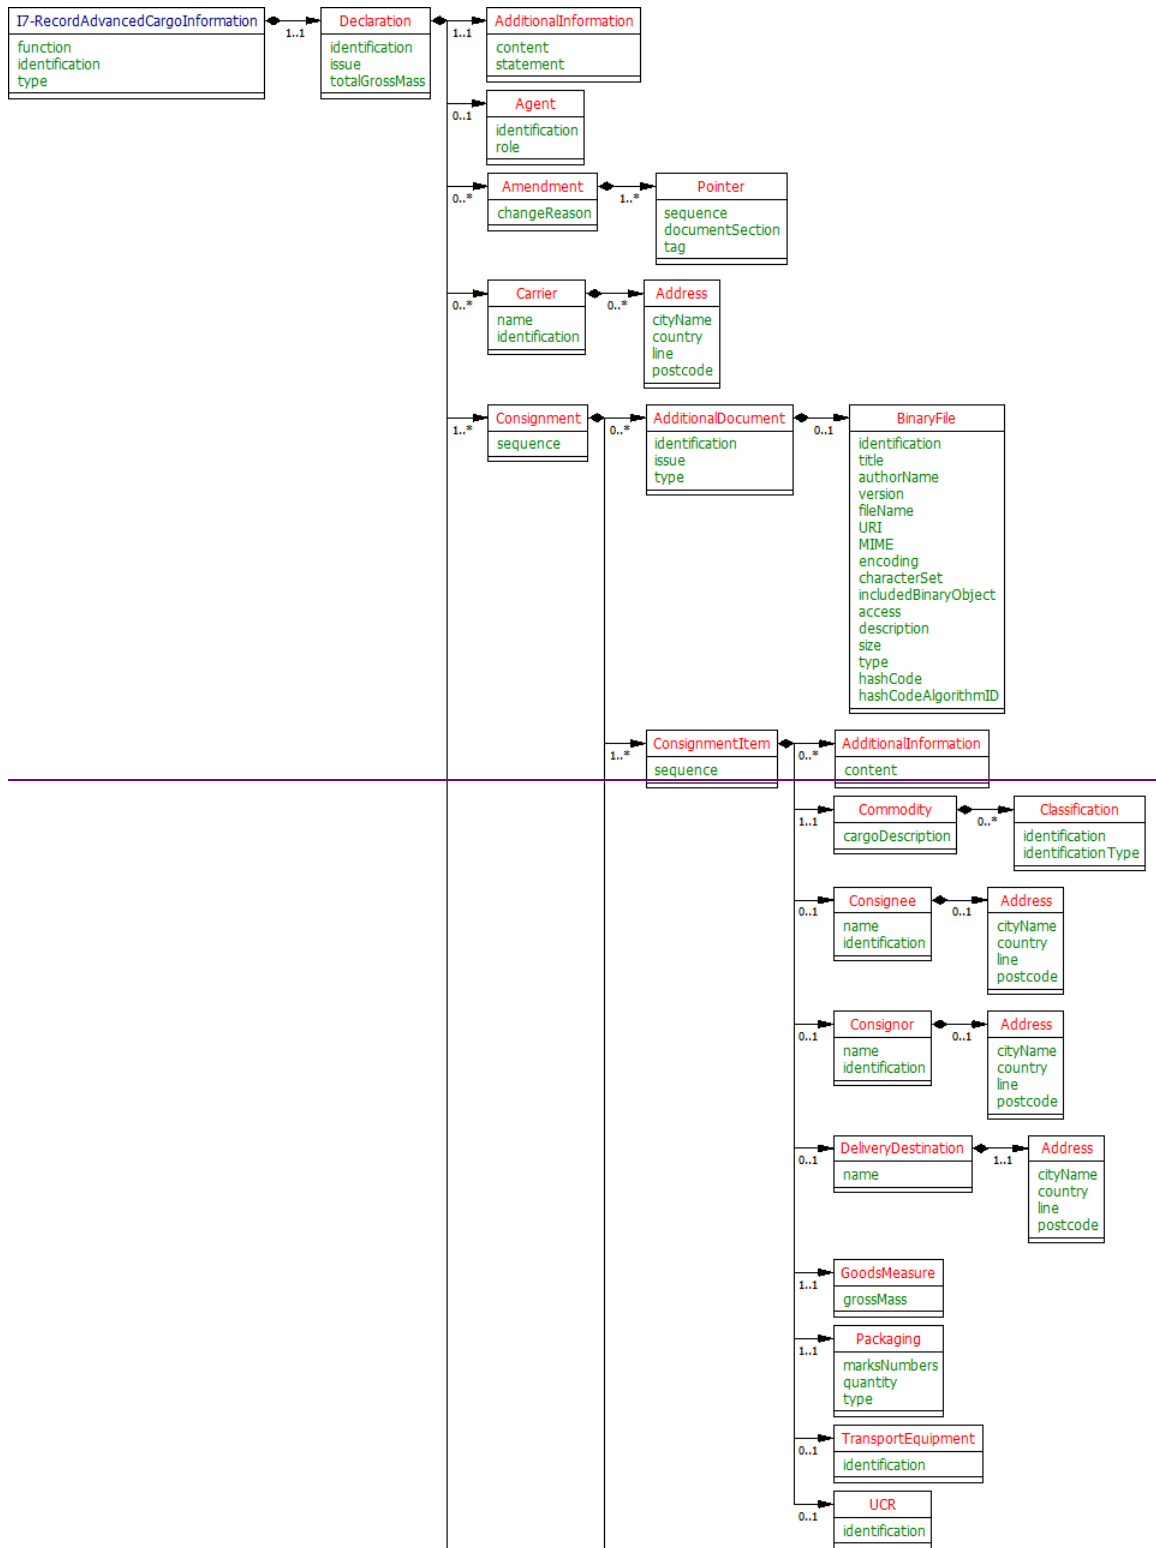 I7-RecordAdvancedCargoInformation
function
identification
type
1..1
Declaration
identification
issue
totalGrossMass
1..1
AdditionalInformation
content
statement
0..1
Agent
identification
role
0..*
Amendment
changeReason
1..*
Pointer
sequence
documentSection
tag
0..*
Carrier
name
identification
0..*
Address
cityName
country
line
postcode
1..*
Consignment
sequence
0..*
AdditionalDocument
identification
issue
type
0..1
BinaryFile
identification
title
authorName
version
fileName
URI
MIME
encoding
characterSet
includedBinaryObject
access
description
size
type
hashCode
hashCodeAlgorithmID
1..*
ConsignmentItem
sequence
0..*
AdditionalInformation
content
1..1
Commodity
cargoDescription
0..*
Classification
identification
identificationType
0..1
Consignee
name
identification
0..1
Address
cityName
country
line
postcode
0..1
Consignor
name
identification
0..1
Address
cityName
country
line
postcode
0..1
DeliveryDestination
name
1..1
Address
cityName
country
line
postcode
1..1
GoodsMeasure
grossMass
1..1
Packaging
marksNumbers
quantity
type
0..1
TransportEquipment
identification
0..1
UCR
identification